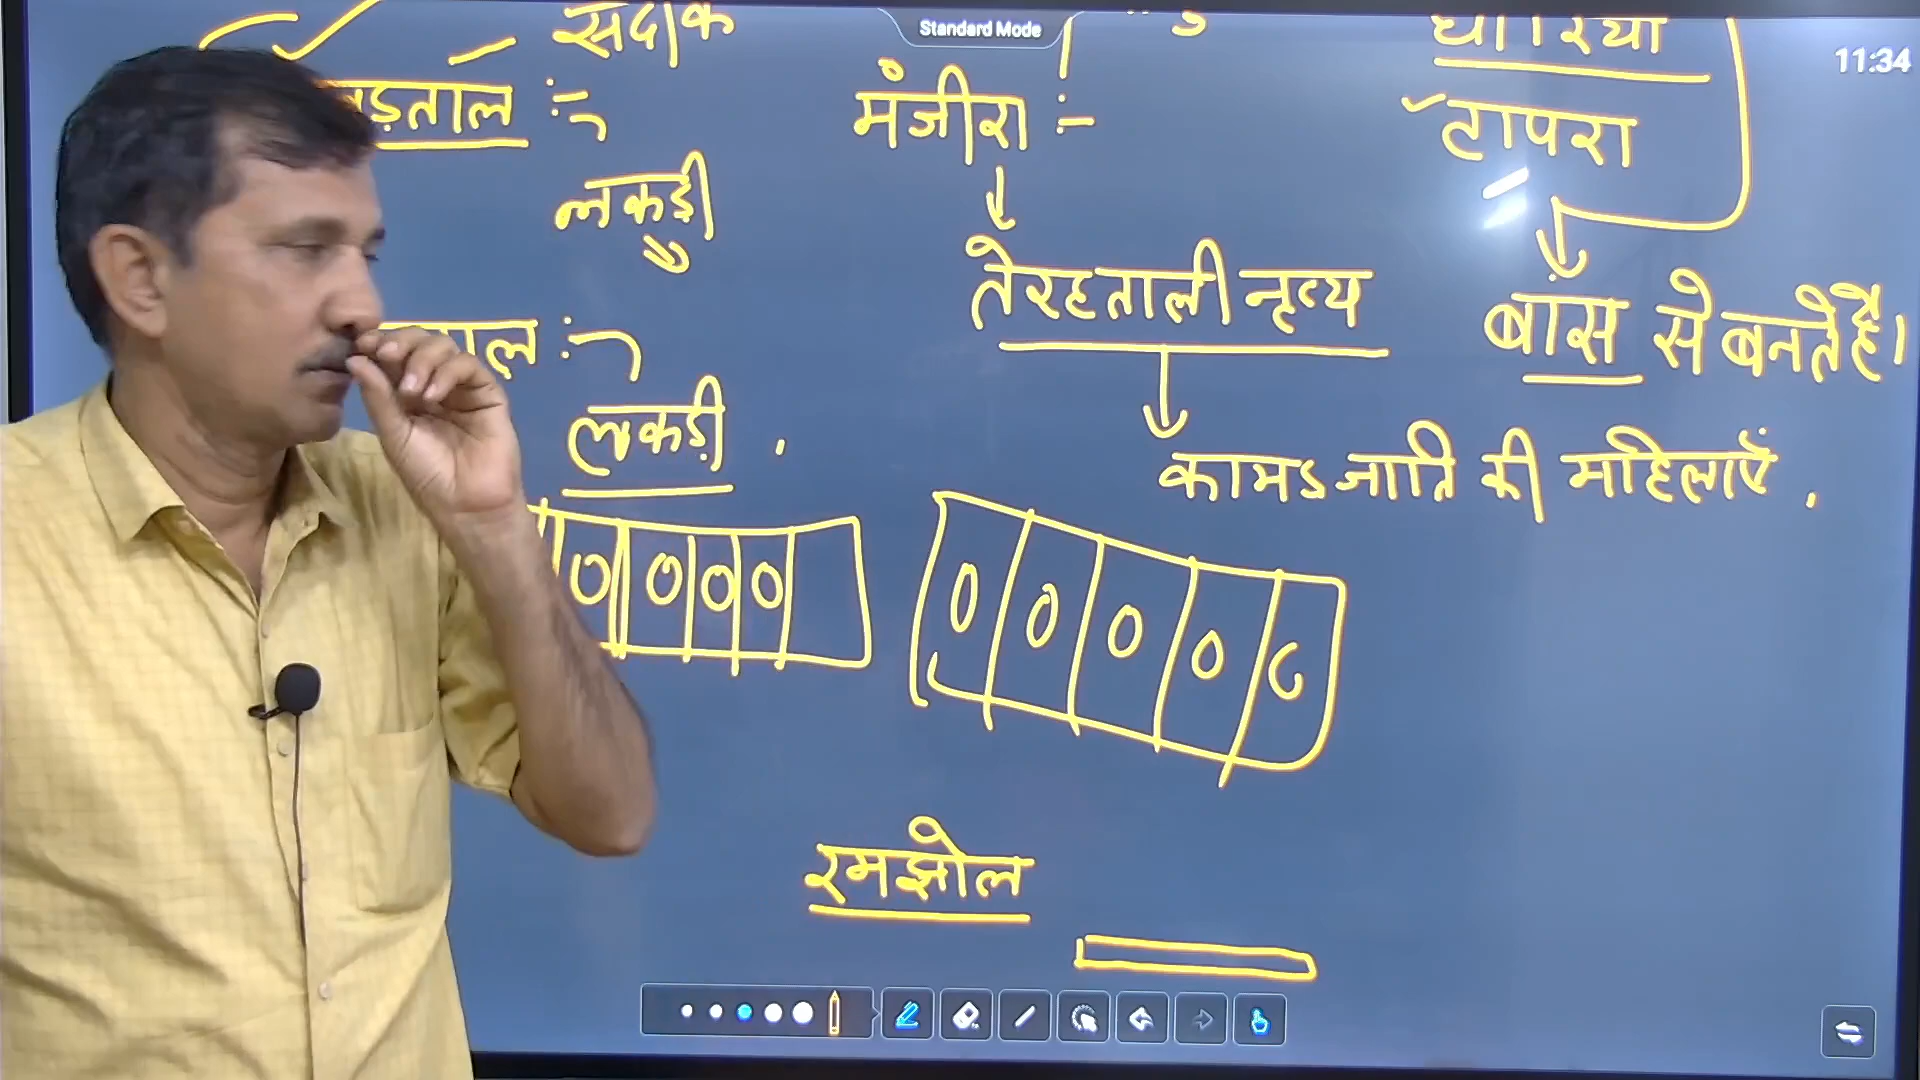 Standard Mode
11:34
टापरा
मंजीरा :-
लकड़ी
तेरहताली नृत्य
बांस से बनते है।
लकड़ी .
कामड जाति की महिलाएँ .
रमझोल